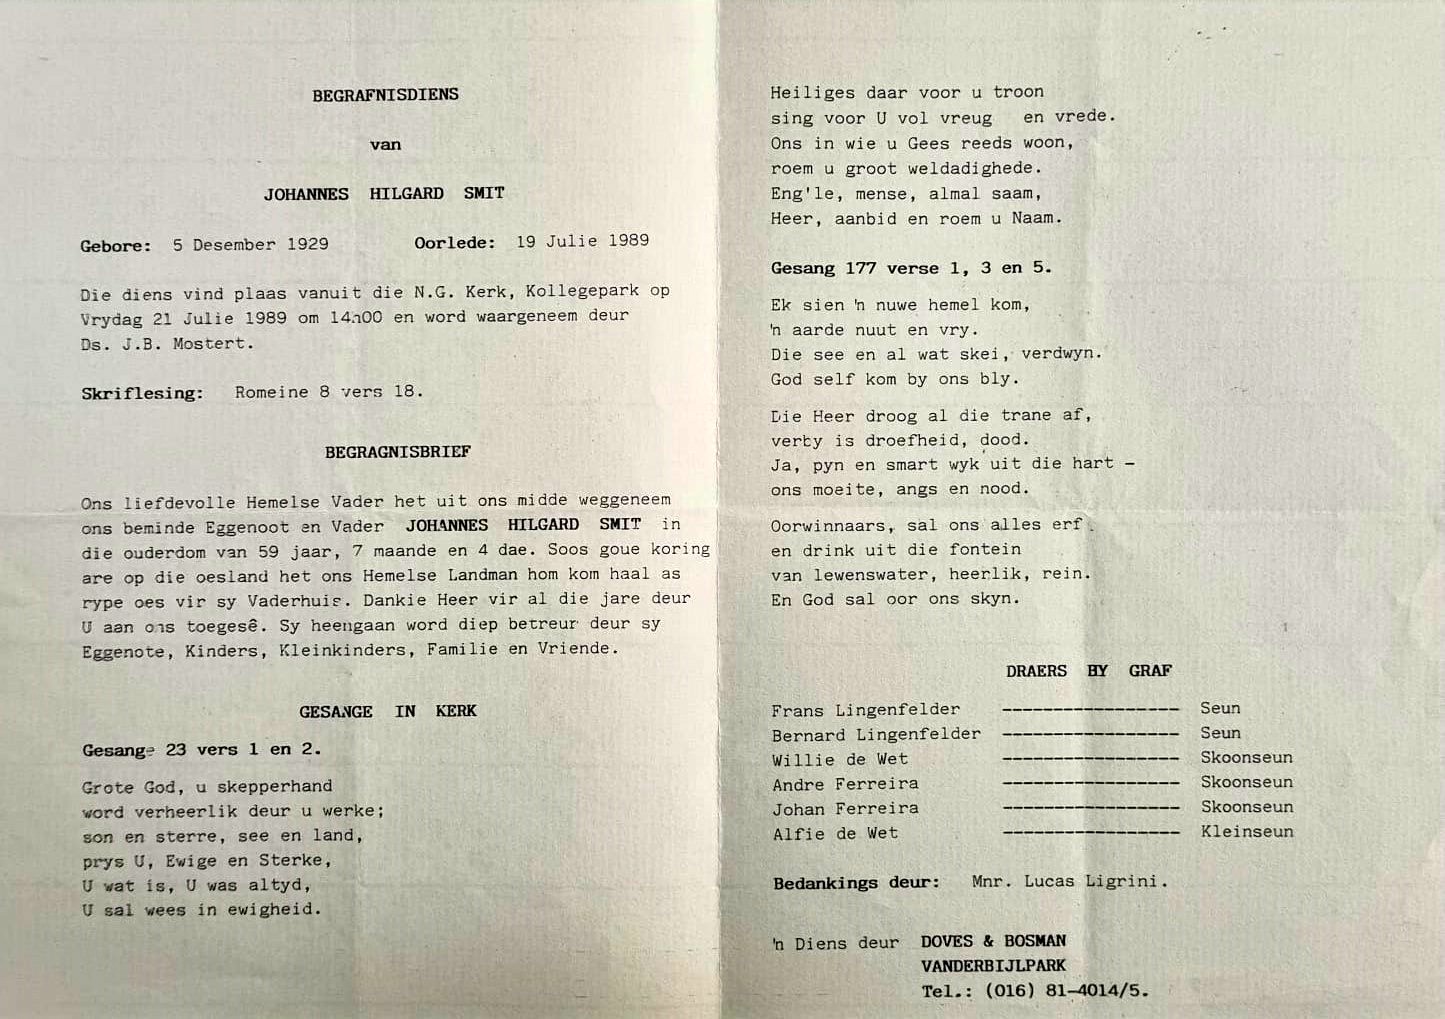 BEGRAFNISDIENS
van
JOHANNES HILGARD SMIT
Gebore: 5 Desember 1929 Oorlede: 19 Julie 1989
Die diens vind plaas vanuit die N.G. Kerk, Kollegepark op
Vrydag 21 Julie 1989 om 14h00 en word waargeneem deur
Ds. J.B. Mostert.
Skriflesing: Romeine 8 vers 18.
BEGRAGNISBRIEF
Ons liefdevolle Hemelse Vader het uit ons midde weggeneem
ons beminde Eggenoot en Vader JOHANNES HILGARD SMIT in
die ouderdom van 59 jaar, 7 maande en 4 dae. Soos goue koring
are op die oesland het ons Hemelse Landman hom kom haal as
rype oes vir sy Vaderhuis. Dankie Heer vir al die jare deur
U aan ons toegesê. Sy heengaan word diep betreur deur sy
Eggenote, Kinders, Kleinkinders, Familie en Vriende.
GESANGE IN KERK
Gesange 23 vers 1 en 2.
Grote God, u skepperhand
word verheerlik deur u werke;
son en sterre, see en land,
prys U, Ewige en Sterke,
U wat is, U was altyd,
U sal wees in ewigheid.
Heiliges daar voor u troon
sing voor U vol vreug en vrede.
Ons in wie u Gees reeds woon,
roem u groot weldadighede.
Eng'le, mense, almal saam,
Heer, aanbid en roem u Naam.
Gesang 177 verse 1, 3 en 5.
Ek sien 'n nuwe hemel kom,
'n aarde nuut en vry.
Die see en al wat skei, verdwyn.
God self kom by ons bly.
Die Heer droog al die trane af,
verby is droefheid, dood.
Ja, pyn en smart wyk uit die hart —
ons moeite, angs en nood.
Oorwinnaars, sal ons alles erf.
en drink uit die fontein
van lewenswater, heerlik, rein.
En God sal oor ons skyn.
DRAERS BY GRAF
Frans Lingenfelder ----------------- Seun
Bernard Lingenfelder ----------------- Seun
Willie de Wet ----------------- Skoonseun
Andre Ferreira ----------------- Skoonseun
Johan Ferreira ----------------- Skoonseun
Alfie de Wet ----------------- Kleinseun
Bedankings deur: Mnr. Lucas Ligrini.
'n Diens deur DOVES & BOSMAN
VANDERBIJLPARK
Tel.: (016) 81-4014/5.